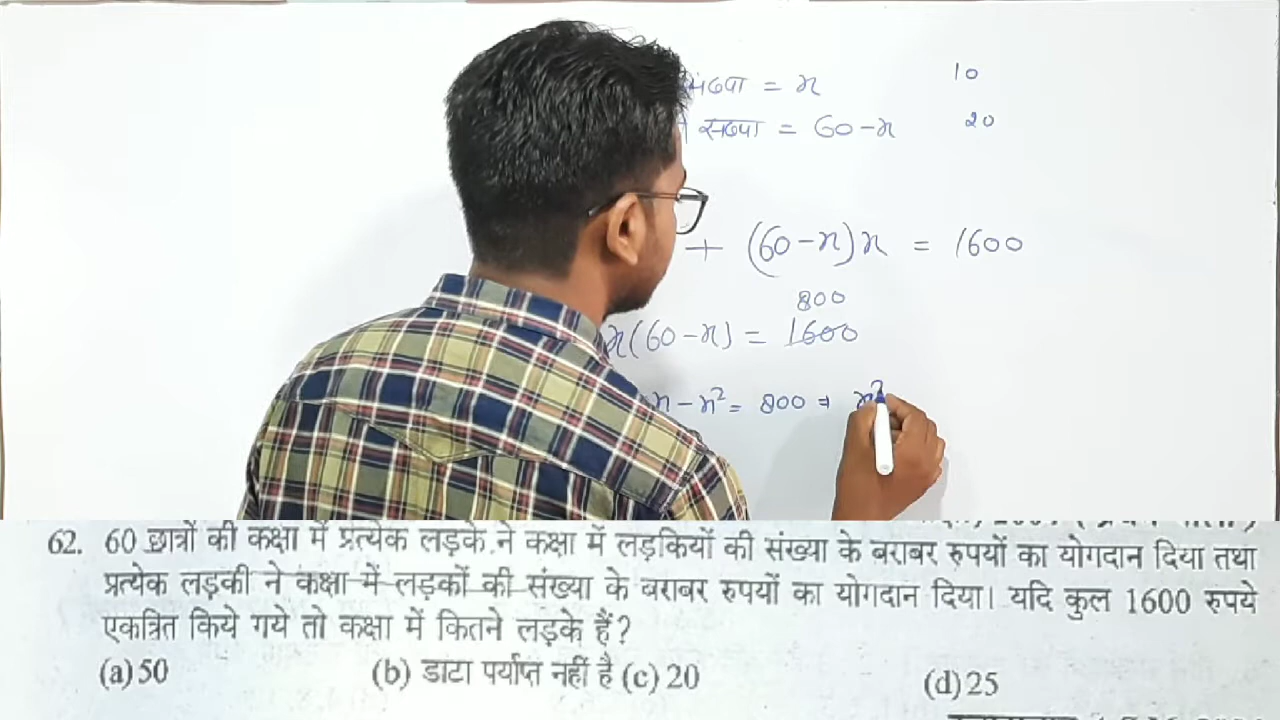 = x 10
संख्या = 60-x 20
+ (60-x)x = 1600
800
x(60-x) = 1600
x - x² = 800 ⇒ x²
62. 60 छात्रों की कक्षा में प्रत्येक लड़के ने कक्षा में लड़कियों की संख्या के बराबर रुपयों का योगदान दिया तथा
प्रत्येक लड़की ने कक्षा में लड़कों की संख्या के बराबर रुपयों का योगदान दिया। यदि कुल 1600 रुपये
एकत्रित किये गये तो कक्षा में कितने लड़के हैं?
(a) 50 (b) डाटा पर्याप्त नहीं है (c) 20 (d) 25